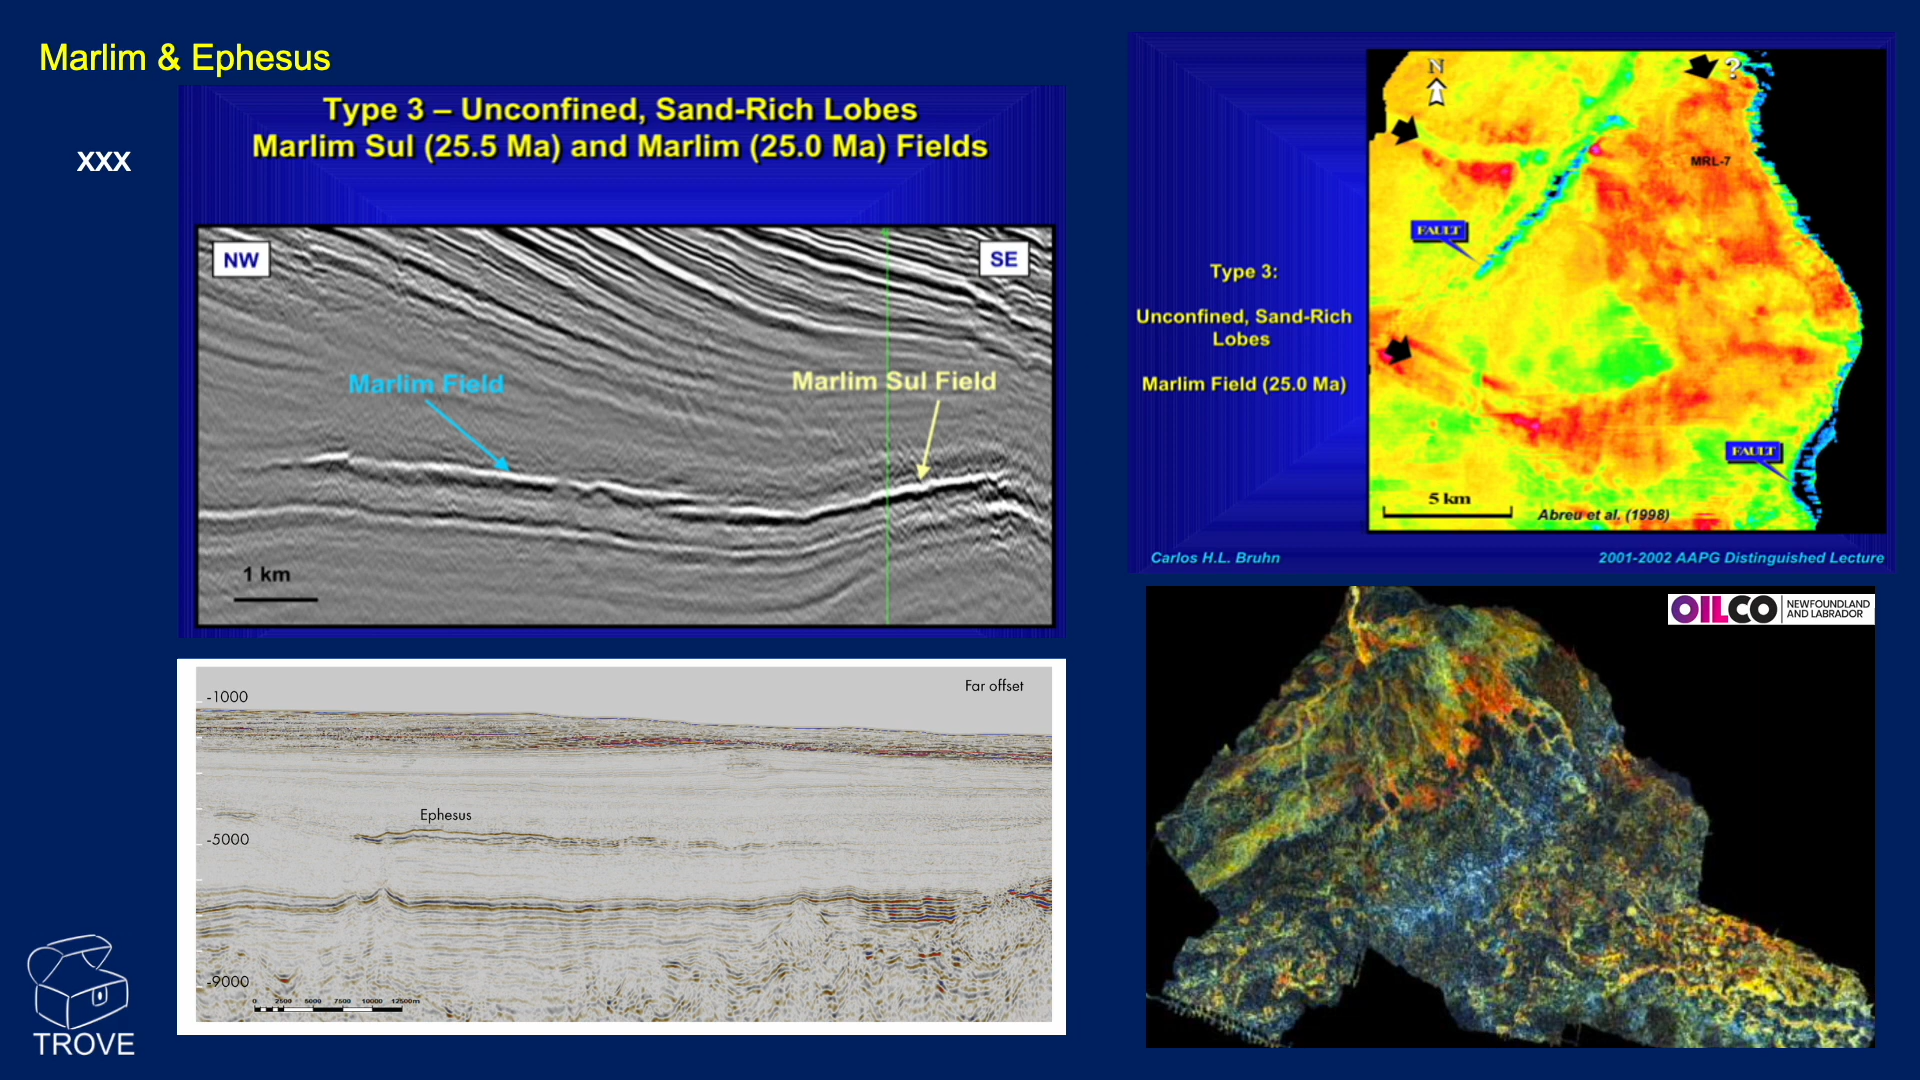 Marlim & Ephesus
XXX
Type 3 – Unconfined, Sand-Rich Lobes
Marlim Sul (25.5 Ma) and Marlim (25.0 Ma) Fields
NW
SE
Marlim Field
Marlim Sul Field
1 km
N
?
MRL-7
FAULT
FAULT
5 km
Abreu et al. (1998)
Type 3:
Unconfined, Sand-Rich
Lobes
Marlim Field (25.0 Ma)
Carlos H.L. Bruhn
2001-2002 AAPG Distinguished Lecture
-1000
Far offset
Ephesus
-5000
-9000
0 2500 5000 7500 10000 12500m
OILCO
NEWFOUNDLAND
AND LABRADOR
TROVE